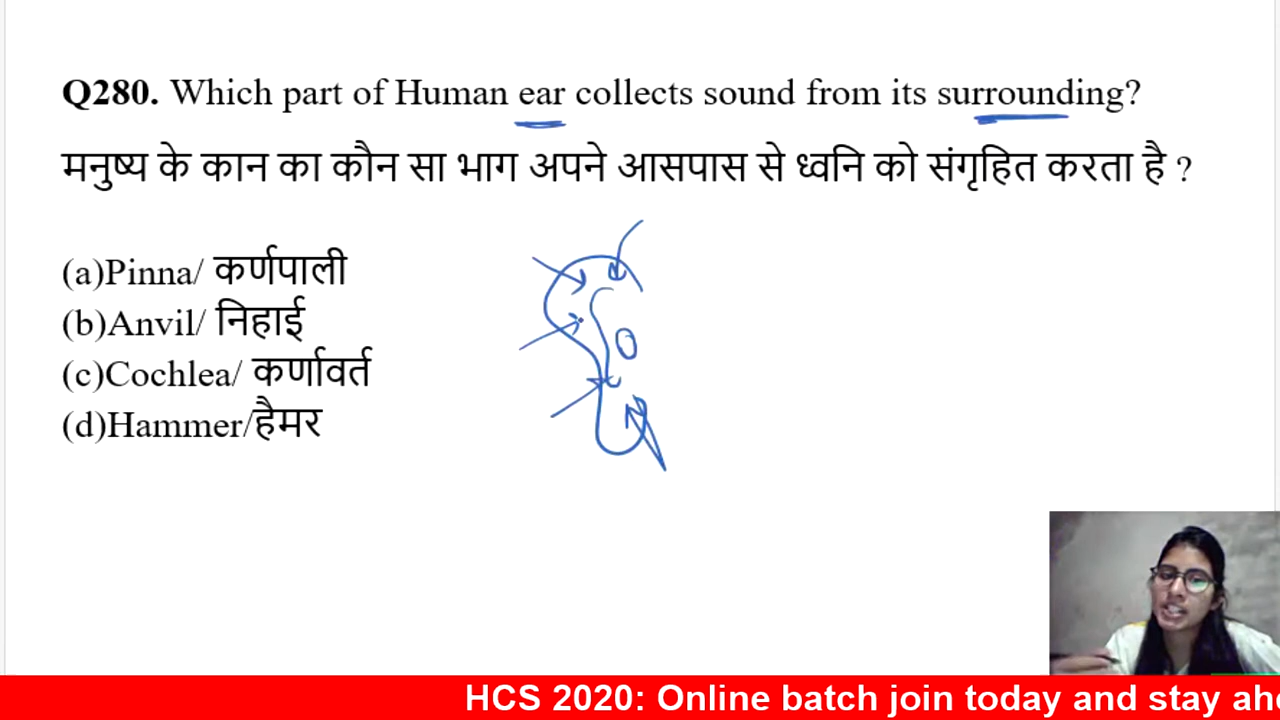 Q280. Which part of Human ear collects sound from its surrounding?
मनुष्य के कान का कौन सा भाग अपने आसपास से ध्वनि को संगृहित करता है ?
(a)Pinna/ कर्णपाली
(b)Anvil/ निहाई
(c)Cochlea/ कर्णावर्त
(d)Hammer/हैमर
HCS 2020: Online batch join today and stay ahe